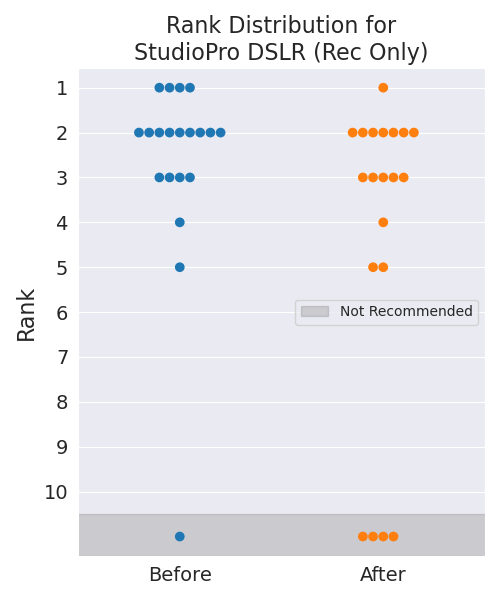 Rank Distribution for
StudioPro DSLR (Rec Only)
Rank
1
2
3
4
5
6
7
8
9
10
Not Recommended
Before
After